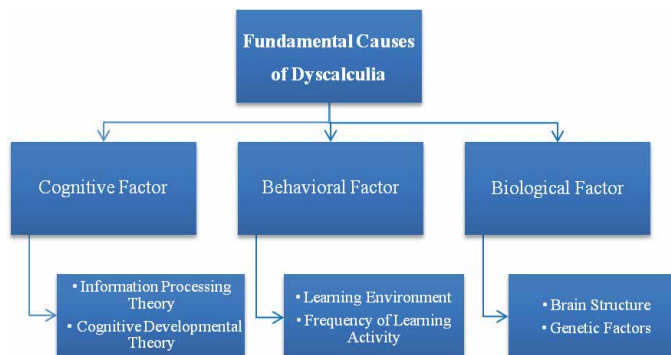 Fundamental Causes
of Dyscalculia
Cognitive Factor
Behavioral Factor
Biological Factor
• Information Processing
Theory
• Cognitive Developmental
Theory
• Learning Environment
• Frequency of Learning
Activity
• Brain Structure
• Genetic Factors